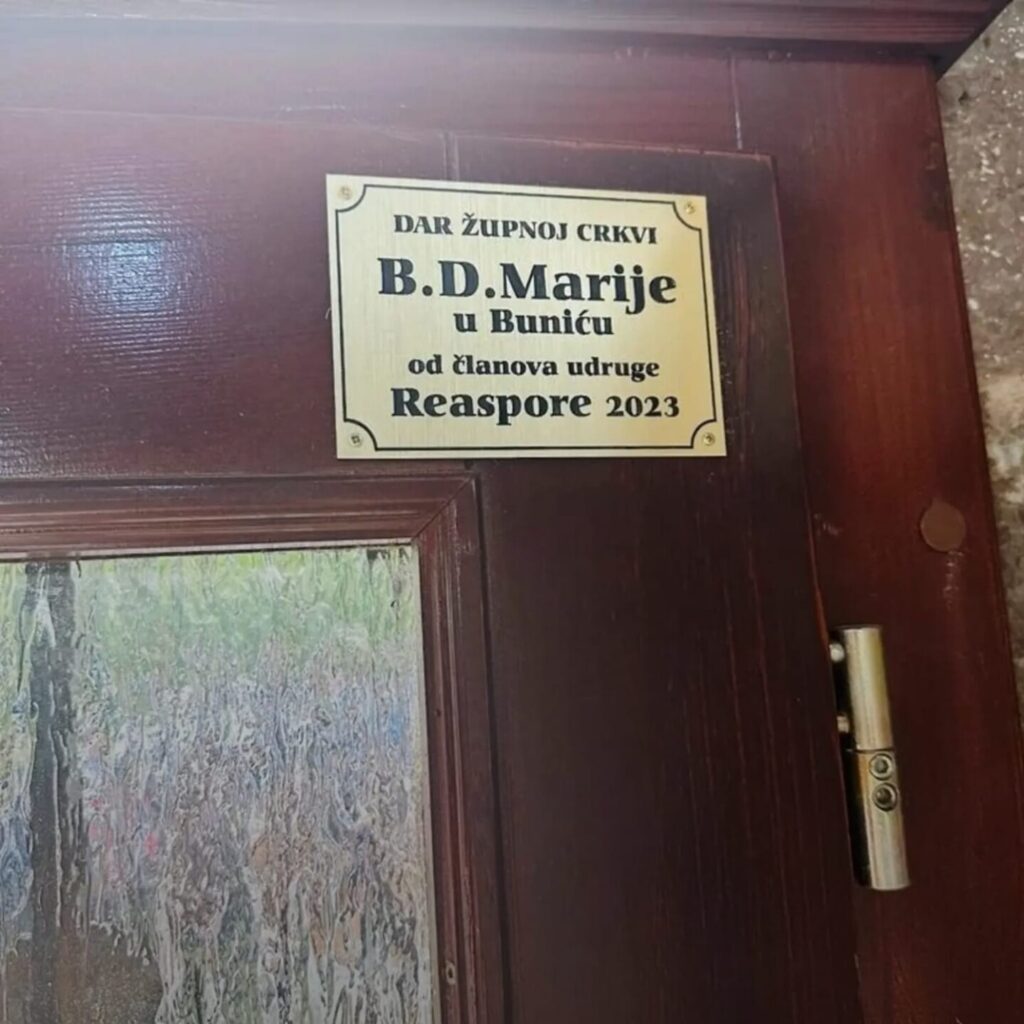 DAR ŽUPNOJ CRKVI
B.D.Marije
u Buniću
od članova udruge
Reaspore 2023